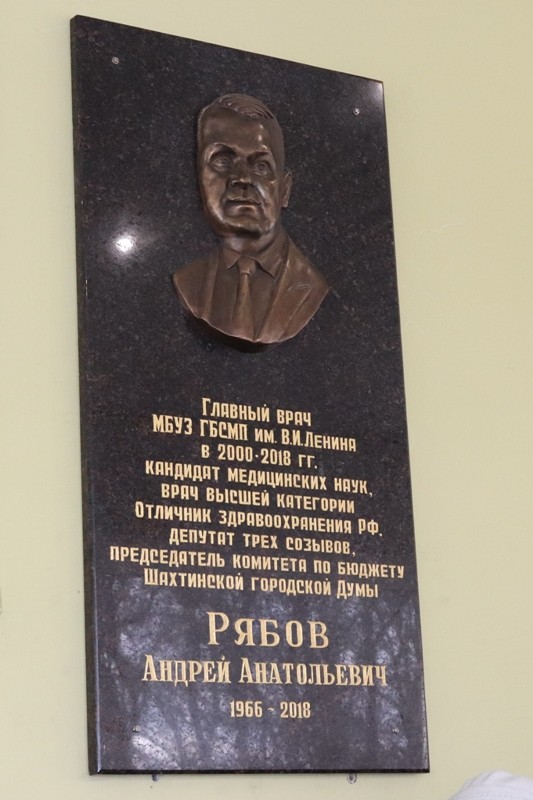 Главный врач
МБУЗ ГБСМП им. В.И.Ленина
в 2000-2018 гг.
кандидат медицинских наук,
врач высшей категории
Отличник здравоохранения РФ.
депутат трех созывов,
председатель комитета по бюджету
Шахтинской городской Думы
Рябов
Андрей Анатольевич
1966 - 2018